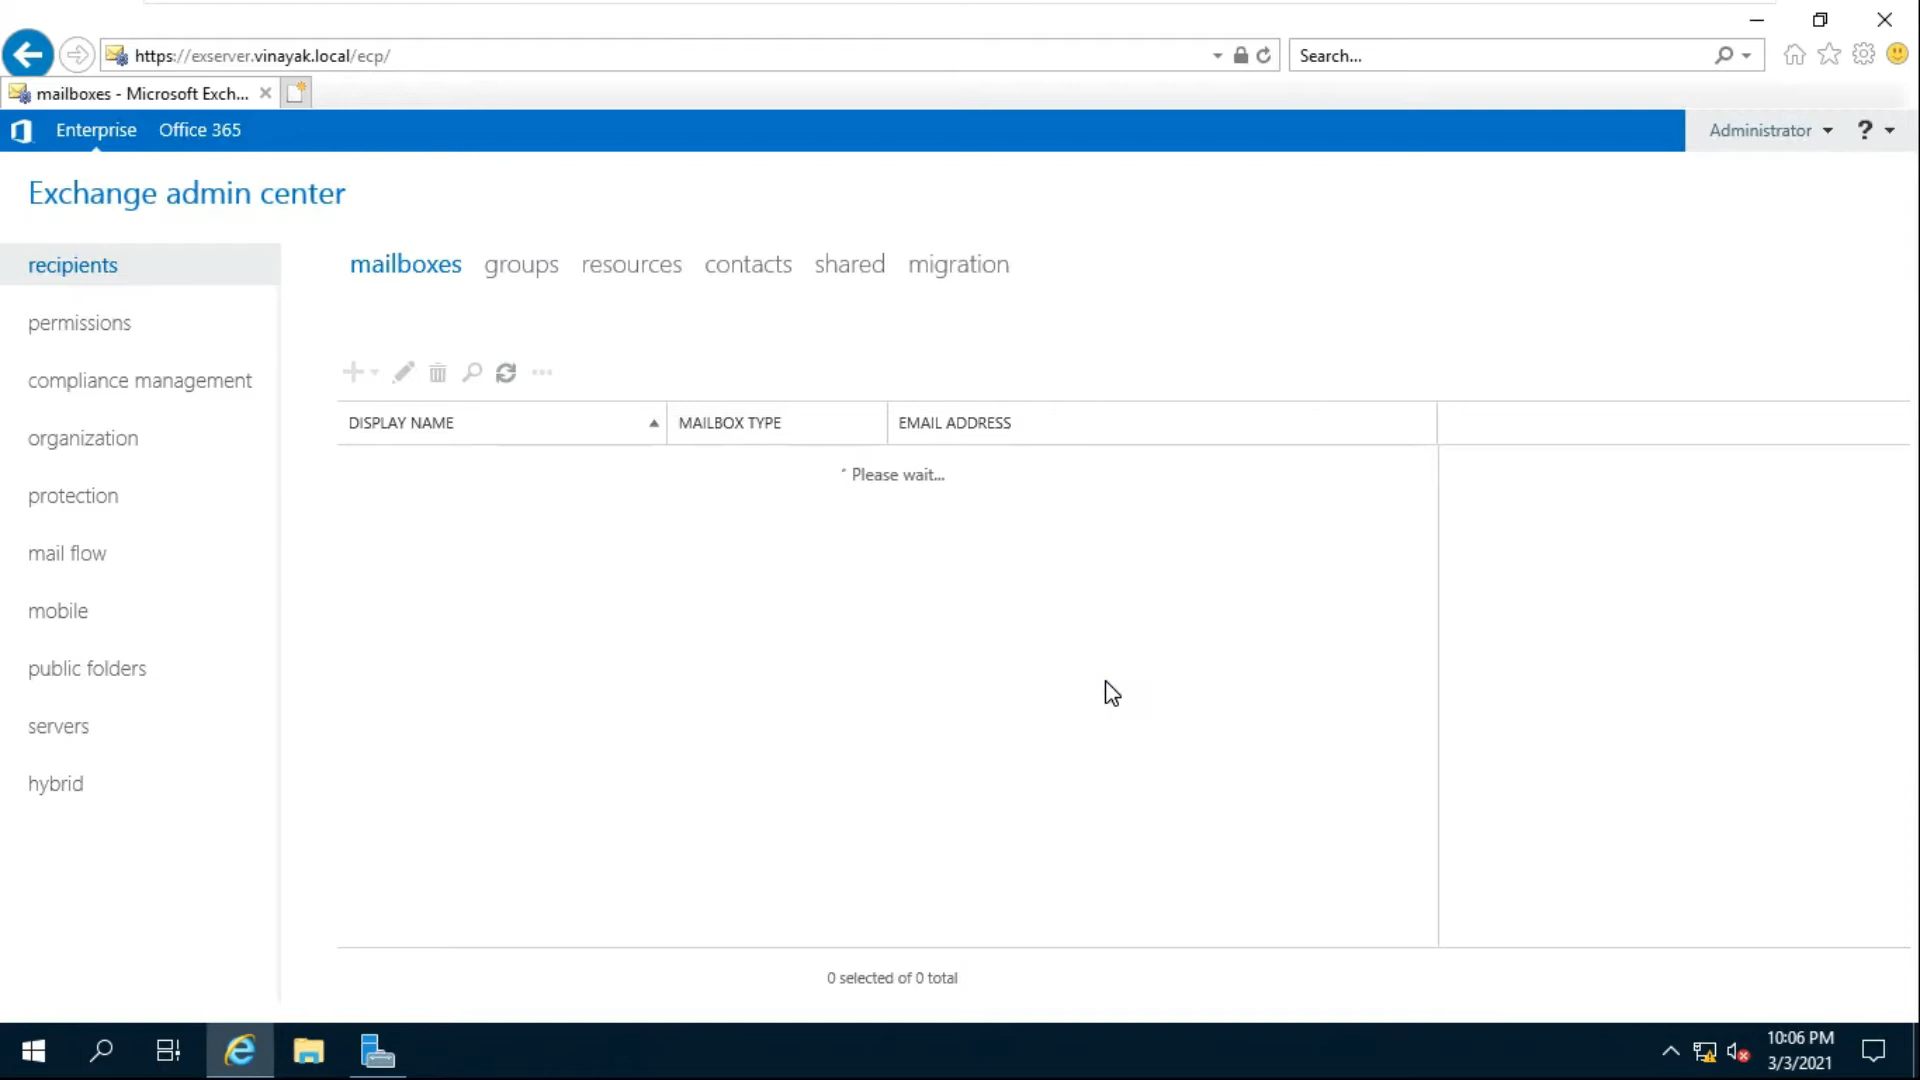 https://exserver.vinayak.local/ecp/
Search...
mailboxes - Microsoft Exch...
Enterprise
Office 365
Administrator
?
Exchange admin center
recipients
permissions
compliance management
organization
protection
mail flow
mobile
public folders
servers
hybrid
mailboxes groups resources contacts shared migration
DISPLAY NAME
MAILBOX TYPE
EMAIL ADDRESS
Please wait...
0 selected of 0 total
10:06 PM
3/3/2021